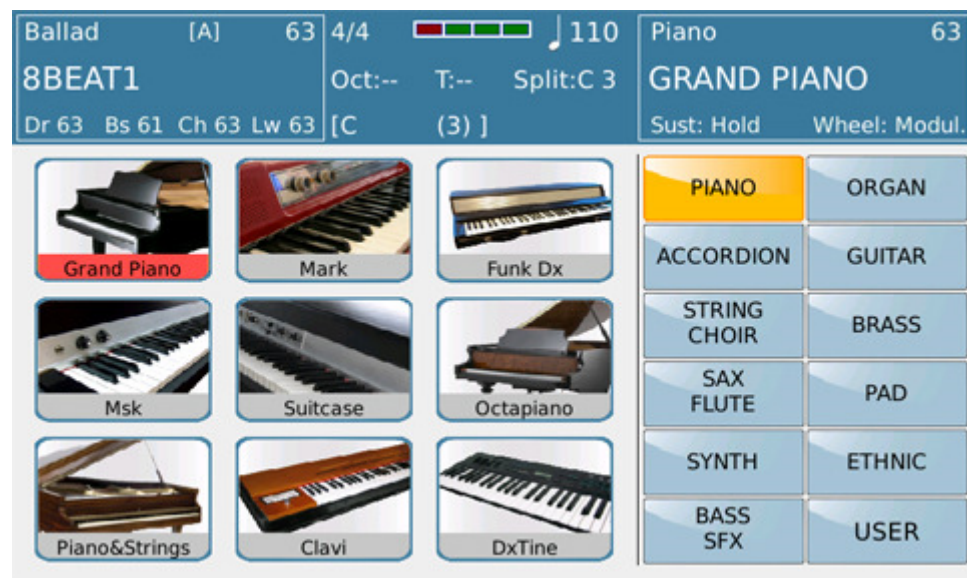 Ballad [A] 63
8BEAT1
Dr 63 Bs 61 Ch 63 Lw 63
4/4 110
Oct:-- T:-- Split:C 3
[C (3) ]
Piano 63
GRAND PIANO
Sust: Hold Wheel: Modul.
Grand Piano
Mark
Funk Dx
Msk
Suitcase
Octapiano
Piano&Strings
Clavi
DxTine
PIANO
ORGAN
ACCORDION
GUITAR
STRING
CHOIR
BRASS
SAX
FLUTE
PAD
SYNTH
ETHNIC
BASS
SFX
USER